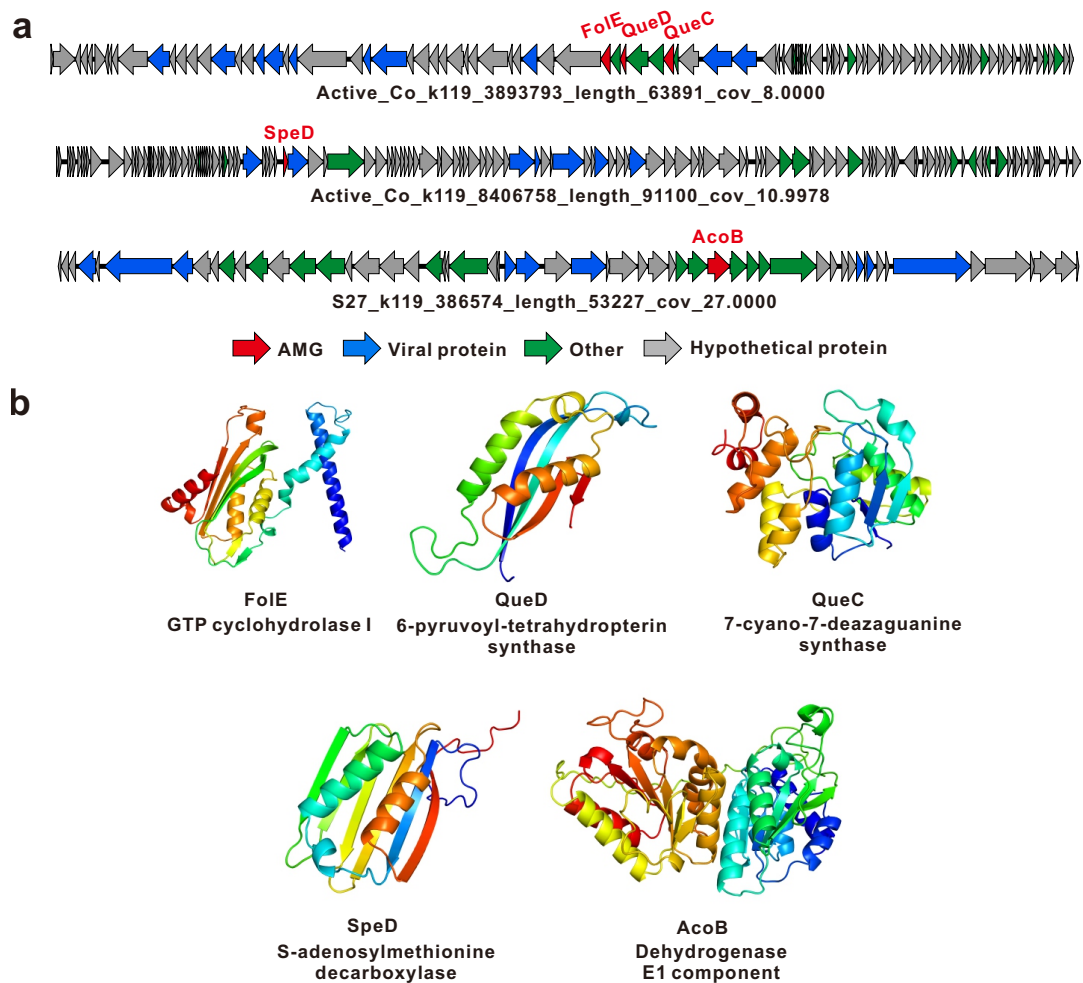 a
FolE QueD QueC
Active_Co_k119_3893793_length_63891_cov_8.0000
SpeD
Active_Co_k119_8406758_length_91100_cov_10.9978
AcoB
S27_k119_386574_length_53227_cov_27.0000
AMG Viral protein Other Hypothetical protein
b
FolE
GTP cyclohydrolase I
QueD
6-pyruvoyl-tetrahydropterin
synthase
QueC
7-cyano-7-deazaguanine
synthase
SpeD
S-adenosylmethionine
decarboxylase
AcoB
Dehydrogenase
E1 component